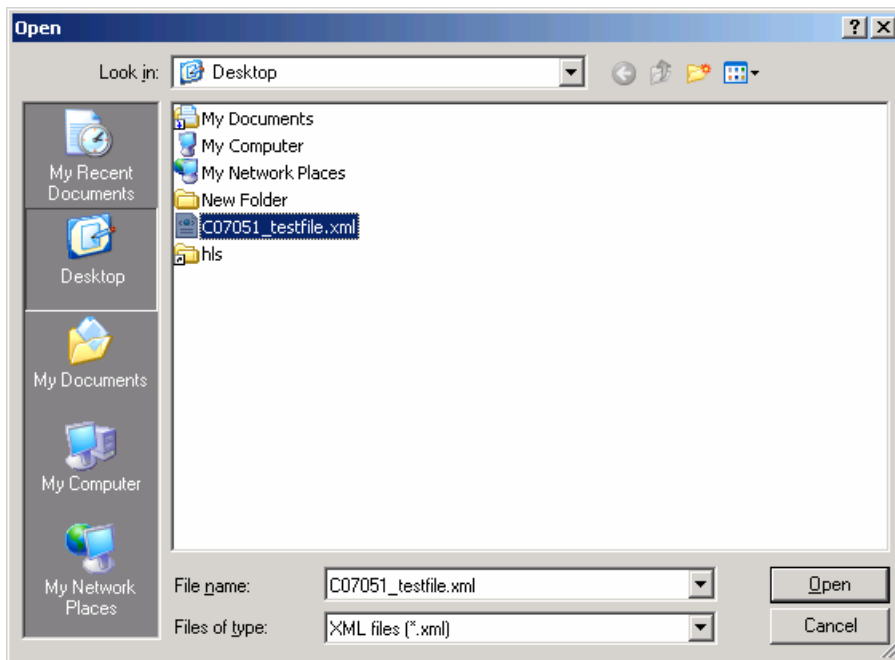 Open
Look in: Desktop
My Recent
Documents
Desktop
My Documents
My Computer
My Network
Places
My Documents
My Computer
My Network Places
New Folder
C07051_testfile.xml
hls
File name: C07051_testfile.xml Open
Files of type: XML files (*.xml) Cancel